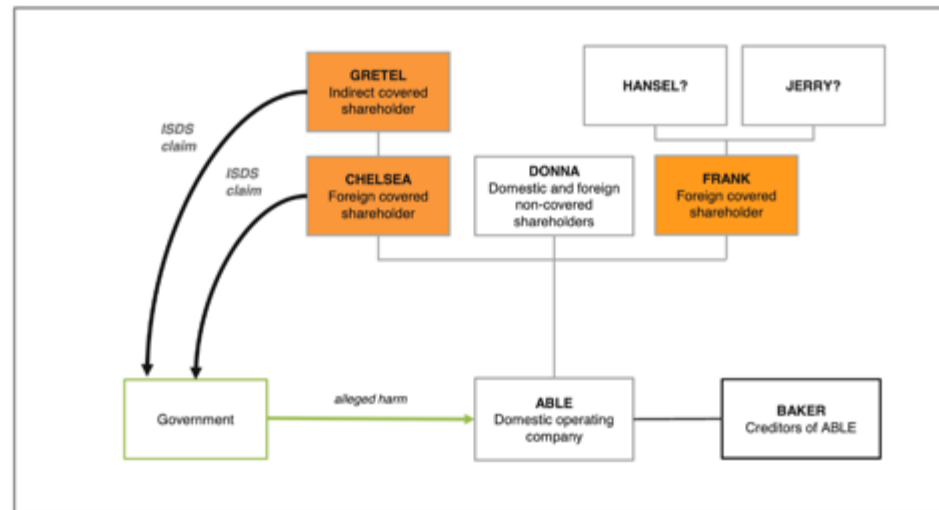 GRETEL
Indirect covered
shareholder
HANSEL?
JERRY?
ISDS
claim
ISDS
claim
CHELSEA
Foreign covered
shareholder
DONNA
Domestic and foreign
non-covered
shareholders
FRANK
Foreign covered
shareholder
Government
alleged harm
ABLE
Domestic operating
company
BAKER
Creditors of ABLE